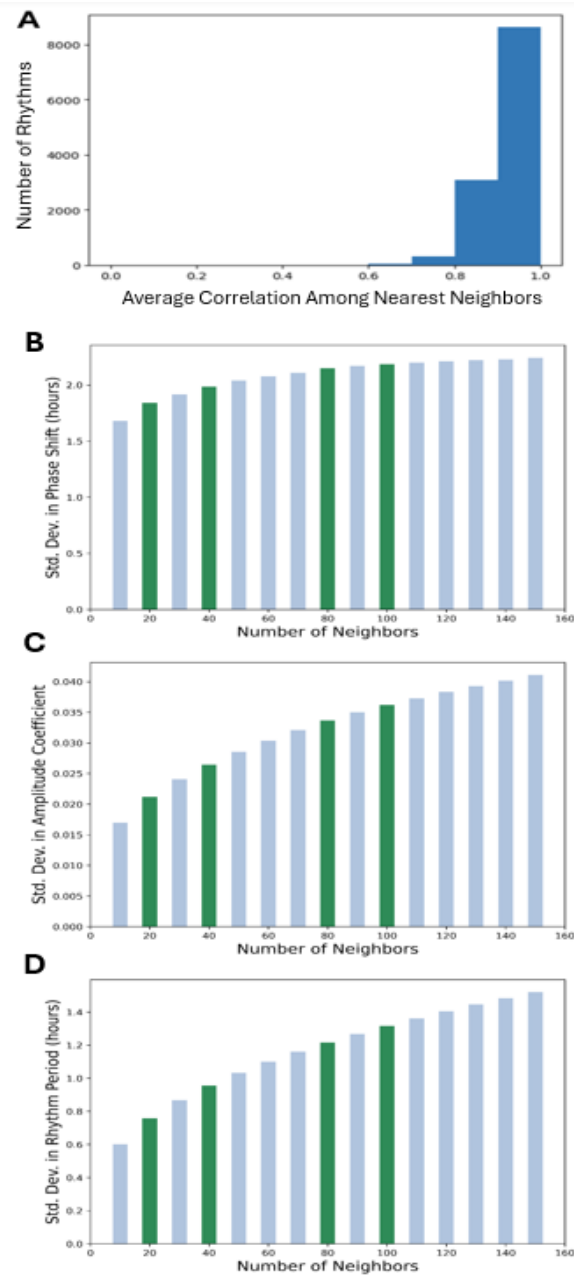 A
Number of Rhythms
8000
6000
4000
2000
0
0.0 0.2 0.4 0.6 0.8 1.0
Average Correlation Among Nearest Neighbors
B
Std. Dev. in Phase Shift (hours)
2.0
1.5
1.0
0.5
0.0
0 20 40 60 80 100 120 140 160
Number of Neighbors
C
Std. Dev. in Amplitude Coefficient
0.040
0.035
0.030
0.025
0.020
0.015
0.010
0.005
0.000
0 20 40 60 80 100 120 140 160
Number of Neighbors
D
Std. Dev. in Rhythm Period (hours)
1.4
1.2
1.0
0.8
0.6
0.4
0.2
0.0
0 20 40 60 80 100 120 140 160
Number of Neighbors